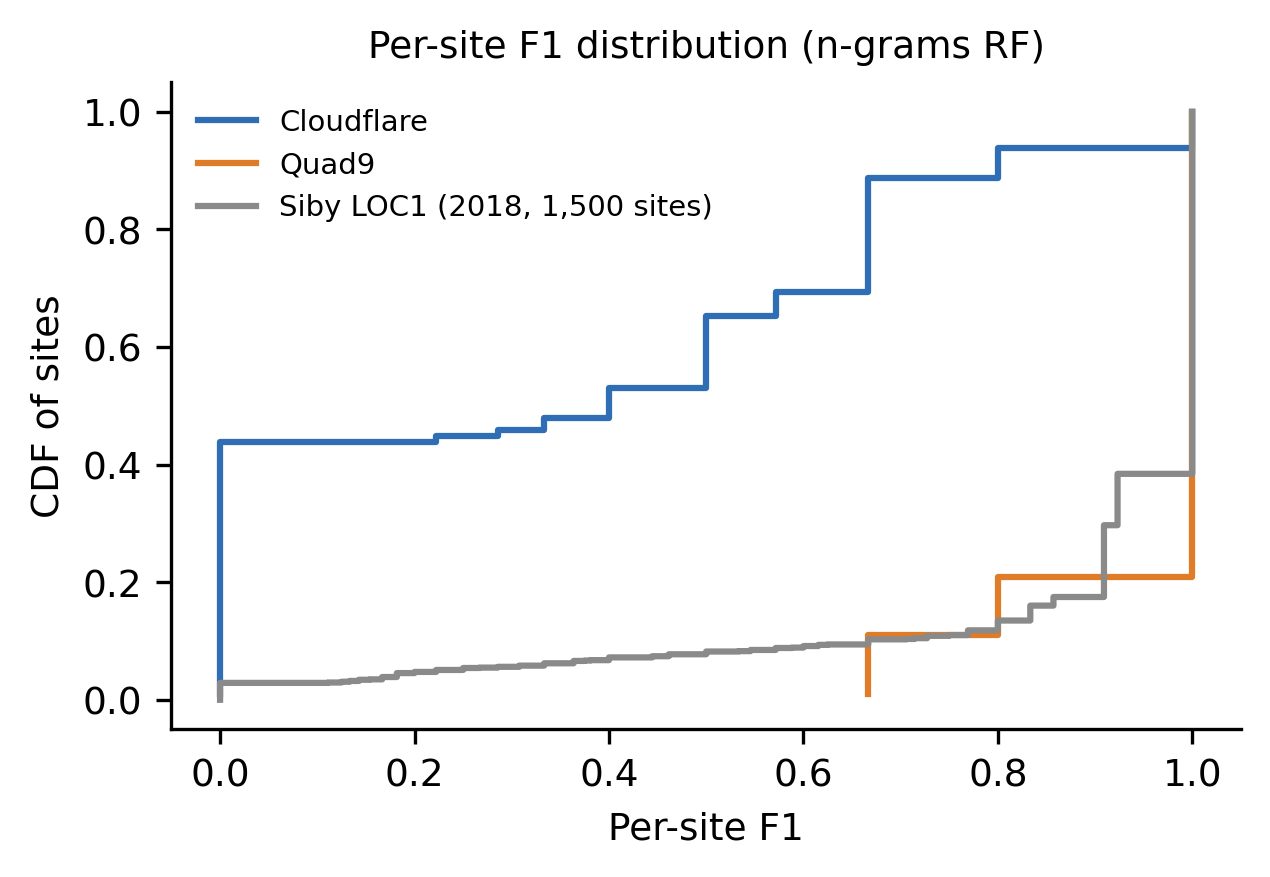 Per-site F1 distribution (n-grams RF)
1.0
0.8
0.6
0.4
0.2
0.0
CDF of sites
Cloudflare
Quad9
Siby LOC1 (2018, 1,500 sites)
0.0 0.2 0.4 0.6 0.8 1.0
Per-site F1